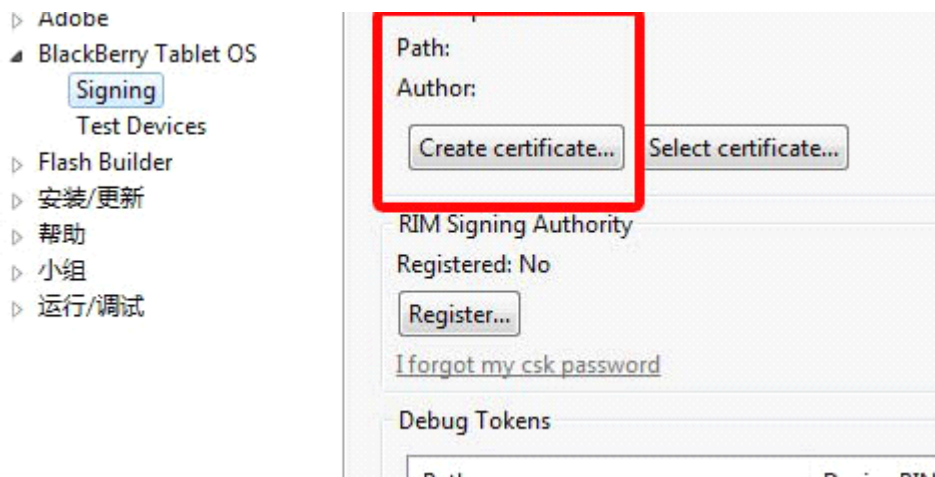 Adobe
BlackBerry Tablet OS
Signing
Test Devices
Flash Builder
安装/更新
帮助
小组
运行/调试
Path:
Author:
Create certificate... Select certificate...
RIM Signing Authority
Registered: No
Register...
I forgot my csk password
Debug Tokens